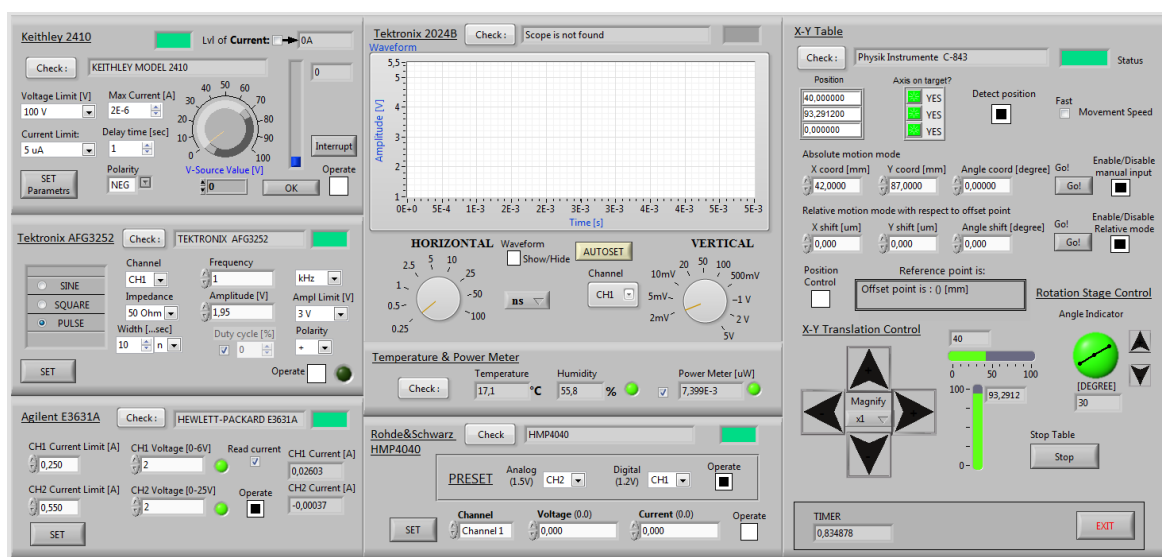 Keithley 2410
Lvl of Current: 0A
Check :
KEITHLEY MODEL 2410
0
Voltage Limit [V]
Max Current [A]
100 V
2E-6
Current Limit:
Delay time [sec]
5 uA
1
SET Parametrs
Polarity
NEG
0 10 20 30 40 50 60 70 80 90 100
V-Source Value [V]
0
OK
Interrupt
Operate
Tektronix AFG3252
Check :
TEKTRONIX AFG3252
SINE
SQUARE
PULSE
Channel
CH1
Frequency
1
kHz
Impedance
50 Ohm
Amplitude [V]
1,95
Ampl Limit [V]
3 V
Width [...sec]
10 n
Duty cycle [%]
0
Polarity
+
SET
Operate
Agilent E3631A
Check :
HEWLETT-PACKARD E3631A
CH1 Current Limit [A]
CH1 Voltage [0-6V]
Read current
CH1 Current [A]
0,250
2
0,02603
CH2 Current Limit [A]
CH2 Voltage [0-25V]
Operate
CH2 Current [A]
0,550
2
-0,00037
SET
Tektronix 2024B
Check :
Scope is not found
Waveform
Amplitude [V]
5,5
5
4
3
2
1
0E+0 5E-4 1E-3 2E-3 2E-3 3E-3 3E-3 4E-3 4E-3 5E-3 5E-3
Time [s]
HORIZONTAL
Waveform
Show/Hide
AUTOSET
VERTICAL
0.25 0.5 1 2.5 5 10 25 50 100
ns
Channel
CH1
2mV 5mV 10mV 20 50 100 500mV 1 V 2 V 5V
Temperature & Power Meter
Check :
Temperature
17,1 °C
Humidity
55,8 %
Power Meter [uW]
7,399E-3
Rohde&Schwarz
HMP4040
Check
HMP4040
PRESET
Analog (1.5V)
CH2
Digital (1.2V)
CH1
Operate
SET
Channel
Channel 1
Voltage (0.0)
0,000
Current (0.0)
0,000
Operate
X-Y Table
Check :
Physik Instrumente C-843
Status
Position
40,000000
93,291200
0,000000
Axis on target?
YES
YES
YES
Detect position
Fast
Movement Speed
Absolute motion mode
X coord [mm]
Y coord [mm]
Angle coord [degree]
Go!
Enable/Disable
manual input
42,0000
87,0000
0,00000
Go!
Relative motion mode with respect to offset point
X shift [um]
Y shift [um]
Angle shift [degree]
Go!
Enable/Disable
Relative mode
0,000
0,000
0,000
Go!
Position
Control
Reference point is:
Offset point is : () [mm]
Rotation Stage Control
Angle Indicator
[DEGREE]
30
X-Y Translation Control
Magnify
x1
40
0 50 100
100
93,2912
0
Stop Table
Stop
TIMER
0,834878
EXIT